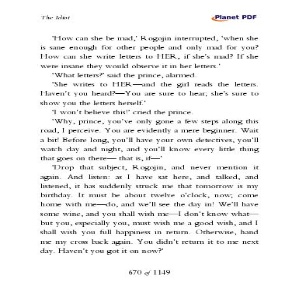 The Idiot
Planet PDF
'How can she be mad,' Rogojin interrupted, 'when she
is sane enough for other people and only mad for you?
How can she write letters to HER, if she's mad? If she
were insane they would observe it in her letters.'
'What letters?' said the prince, alarmed.
'She writes to HER—and the girl reads the letters.
Haven't you heard?—You are sure to hear; she's sure to
show you the letters herself.'
'I won't believe this!' cried the prince.
'Why, prince, you've only gone a few steps along this
road, I perceive. You are evidently a mere beginner. Wait
a bit! Before long, you'll have your own detectives, you'll
watch day and night, and you'll know every little thing
that goes on there— that is, if—'
'Drop that subject, Rogojin, and never mention it
again. And listen: as I have sat here, and talked, and
listened, it has suddenly struck me that tomorrow is my
birthday. It must be about twelve o'clock, now; come
home with me—do, and we'll see the day in! We'll have
some wine, and you shall wish me—I don't know what—
but you, especially you, must wish me a good wish, and I
shall wish you full happiness in return. Otherwise, hand
me my cross back again. You didn't return it to me next
day. Haven't you got it on now?'
670 of 1149